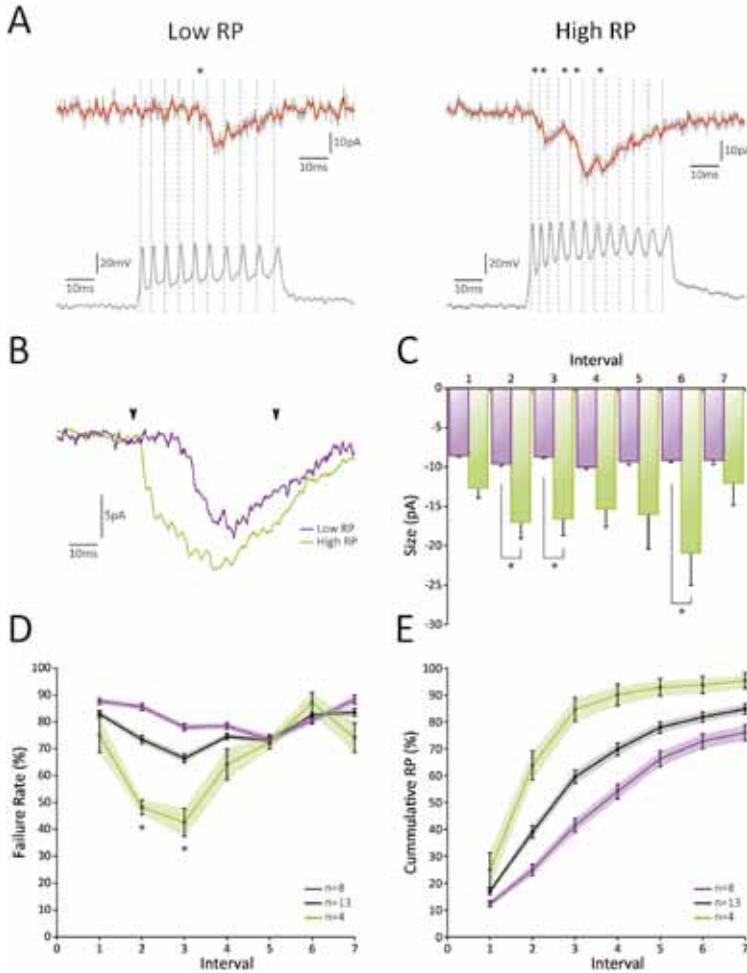 A
Low RP
High RP
*
* * * * *
10pA
10ms
10pA
10ms
20mV
10ms
20mV
10ms
B
5pA
10ms
Low RP
High RP
C
Interval
1 2 3 4 5 6 7
0
-5
-10
-15
-20
-25
-30
Size (pA)
*
*
*
D
100
90
80
70
60
50
40
30
20
10
0
Failure Rate (%)
*
*
n=8
n=13
n=4
0 1 2 3 4 5 6 7
Interval
E
100
90
80
70
60
50
40
30
20
10
0
Cummulative RP (%)
n=8
n=13
n=4
0 1 2 3 4 5 6 7
Interval